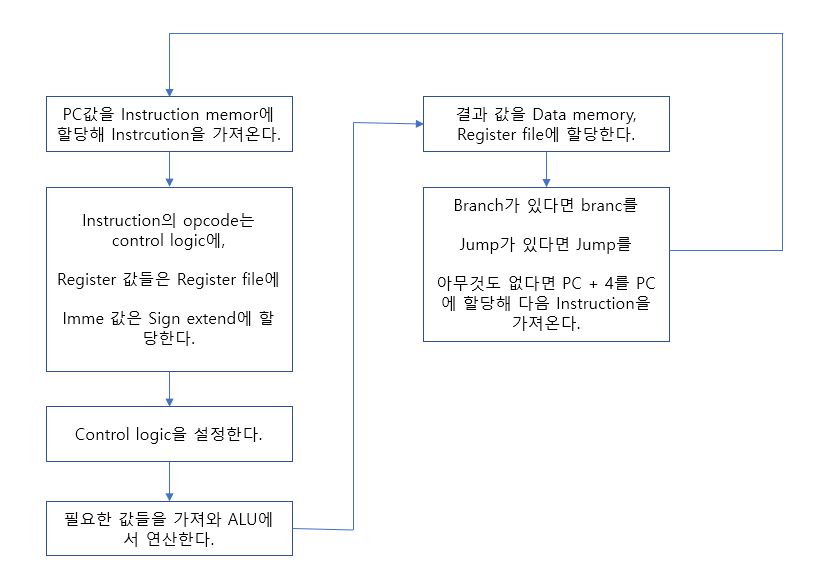 PC값을 Instruction memor에
할당해 Instrcution을 가져온다.
Instruction의 opcode는
control logic에,
Register 값들은 Register file에
Imme 값은 Sign extend에 할
당한다.
Control logic을 설정한다.
필요한 값들을 가져와 ALU에
서 연산한다.
결과 값을 Data memory,
Register file에 할당한다.
Branch가 있다면 branc를
Jump가 있다면 Jump를
아무것도 없다면 PC + 4를 PC
에 할당해 다음 Instruction을
가져온다.